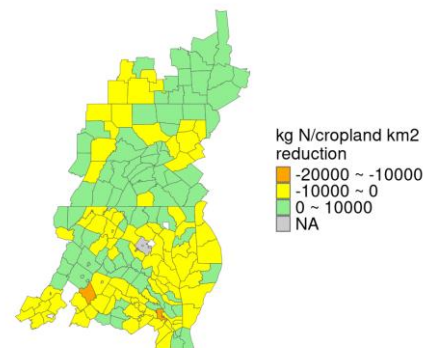 kg N/cropland km2
reduction
-20000 ~ -10000
-10000 ~ 0
0 ~ 10000
NA